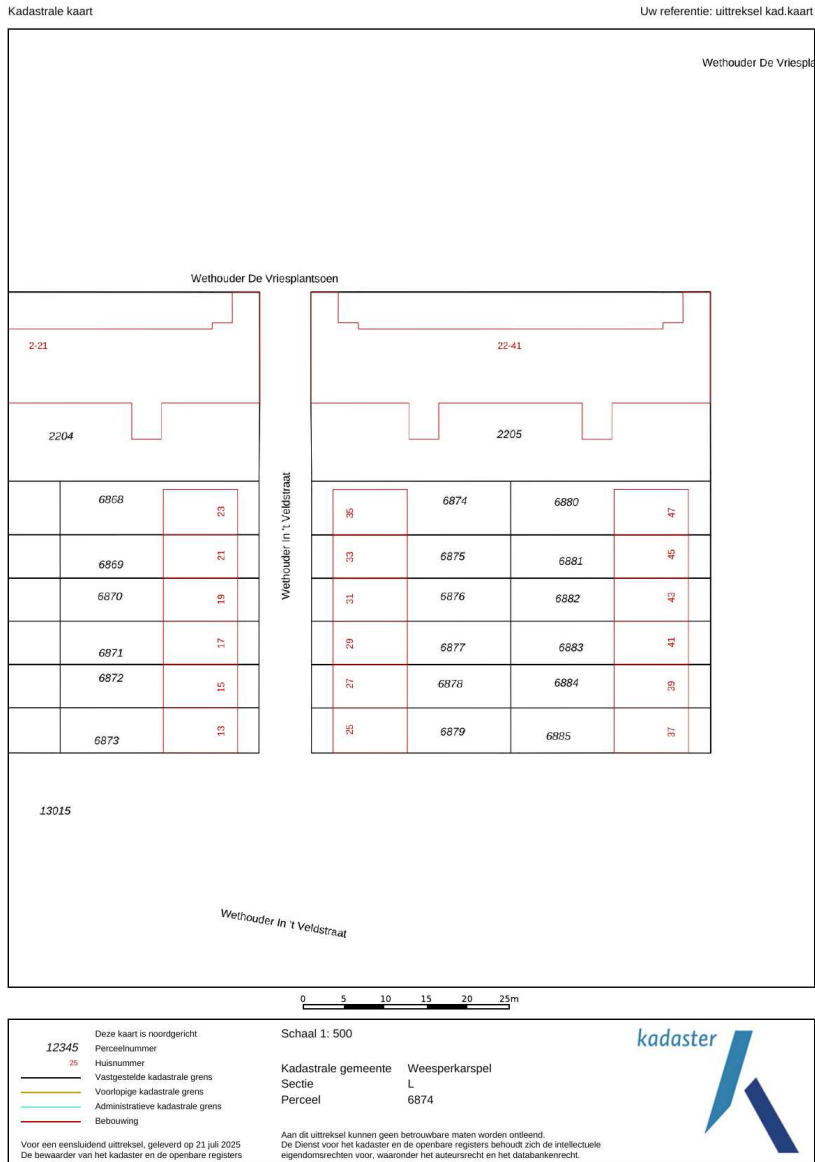 Kadastrale kaart
Uw referentie: uittreksel kad.kaart
Wethouder De Vriespla
Wethouder De Vriesplantsoen
2-21
22-41
2204
2205
6868
23
35
6874
6880
47
6869
21
33
6875
6881
45
6870
19
31
6876
6882
43
6871
17
29
6877
6883
41
6872
15
27
6878
6884
39
6873
13
25
6879
6885
37
Wethouder In 't Veldstraat
13015
Wethouder In 't Veldstraat
0 5 10 15 20 25m
Deze kaart is noordgericht
12345 Perceelnummer
25 Huisnummer
Vastgestelde kadastrale grens
Voorlopige kadastrale grens
Administratieve kadastrale grens
Bebouwing
Voor een eensluidend uittreksel, geleverd op 21 juli 2025
De bewaarder van het kadaster en de openbare registers
Schaal 1: 500
Kadastrale gemeente Weesperkarspel
Sectie L
Perceel 6874
Aan dit uittreksel kunnen geen betrouwbare maten worden ontleend.
De Dienst voor het kadaster en de openbare registers behoudt zich de intellectuele
eigendomsrechten voor, waaronder het auteursrecht en het databankenrecht.
kadaster